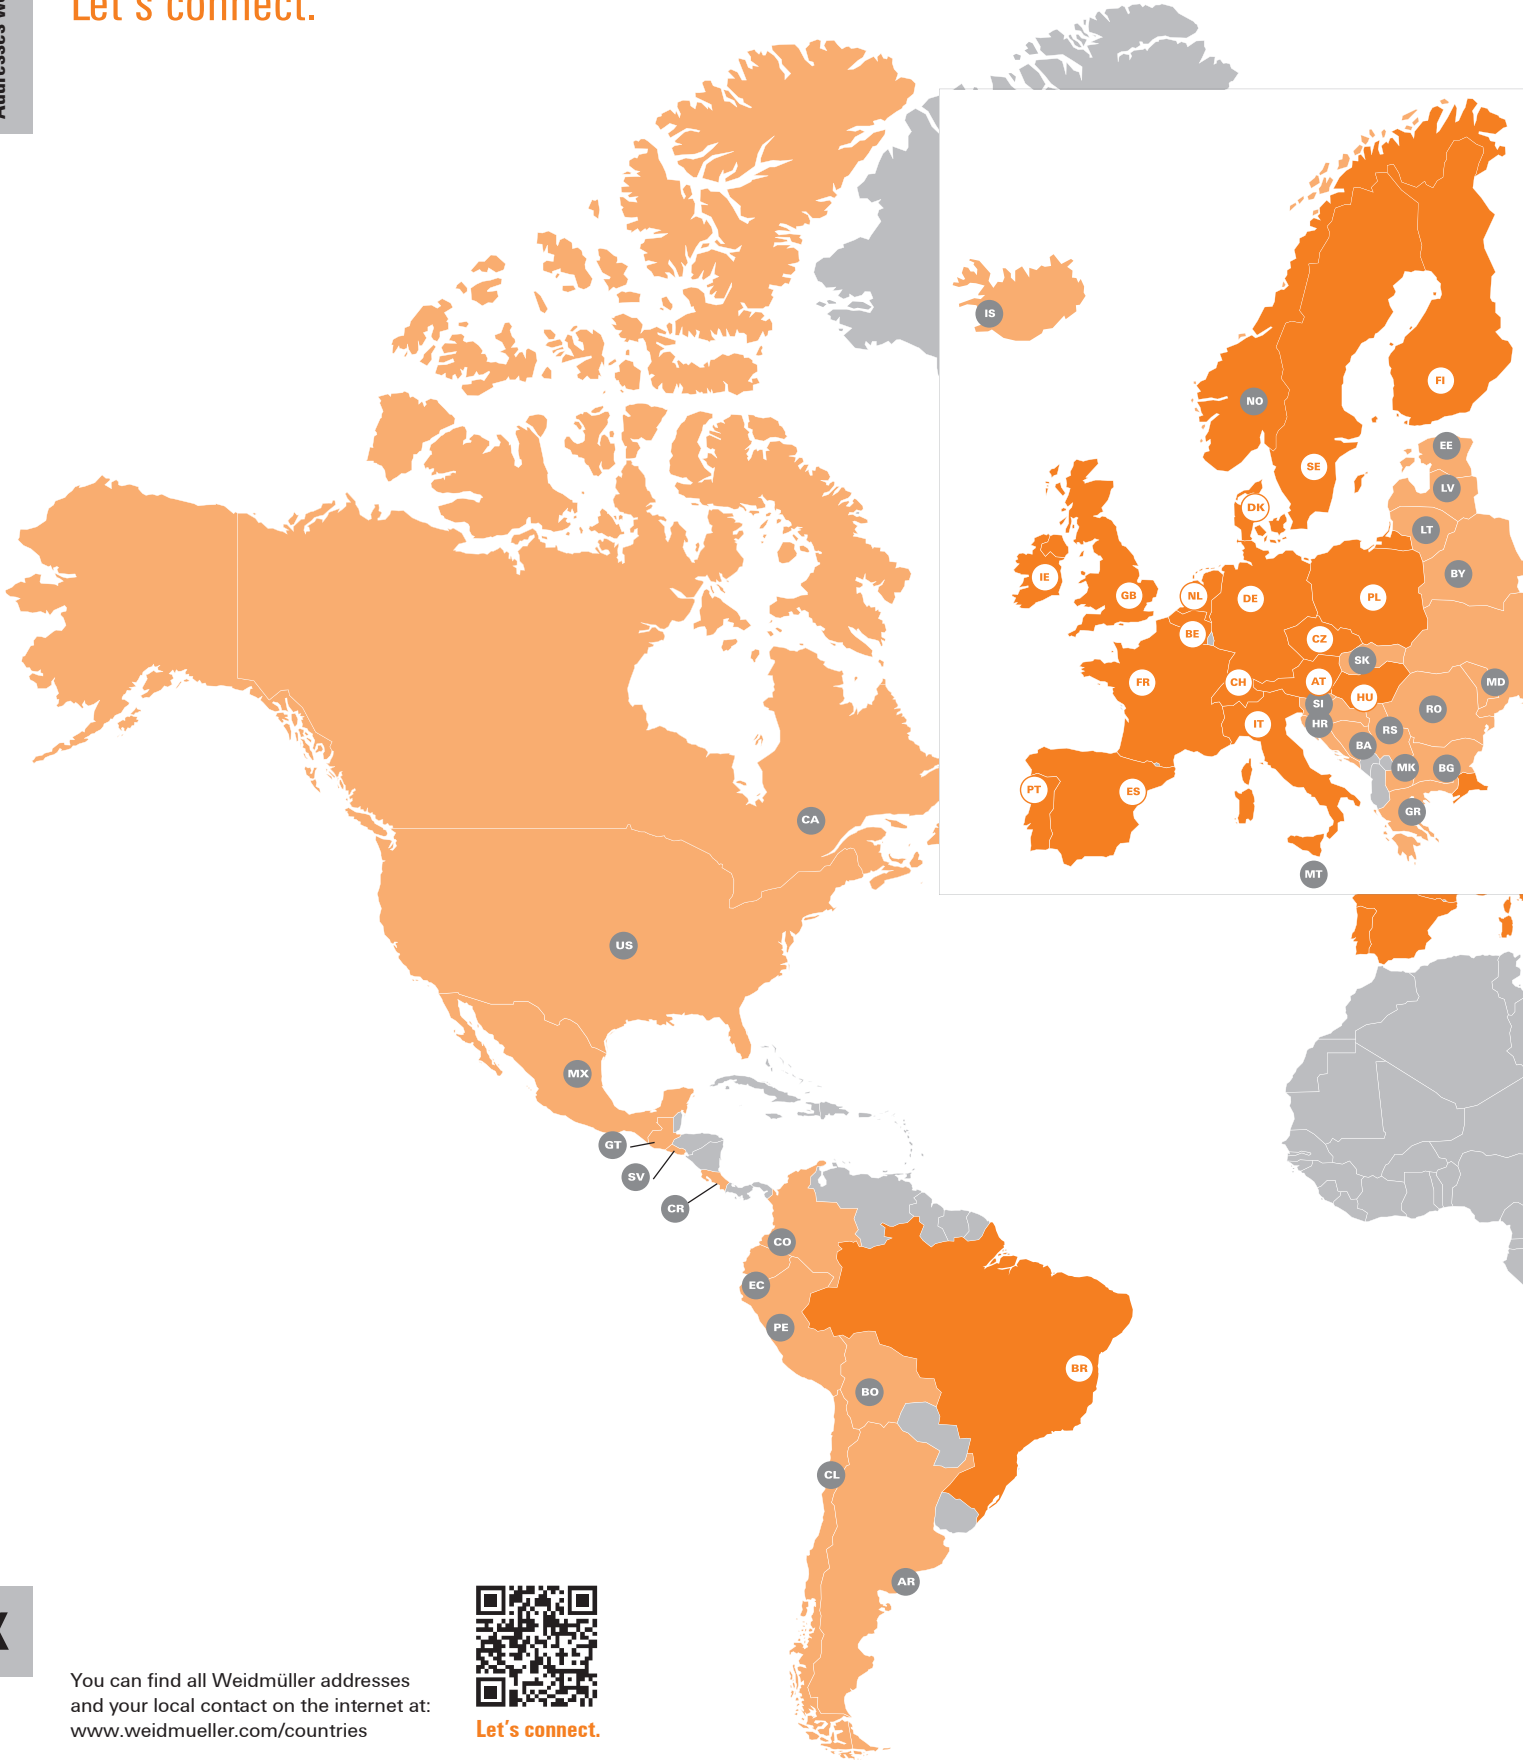 Let's connect.
IS
NO
FI
SE
EE
LV
DK
LT
BY
IE
GB
NL
DE
PL
BE
CZ
SK
FR
CH
AT
HU
MD
SI
RO
IT
HR
RS
BA
MK
BG
PT
ES
GR
MT
CA
US
MX
GT
SV
CR
CO
EC
PE
BR
BO
CL
AR
You can find all Weidmüller addresses
and your local contact on the internet at:
www.weidmueller.com/countries
Let's connect.